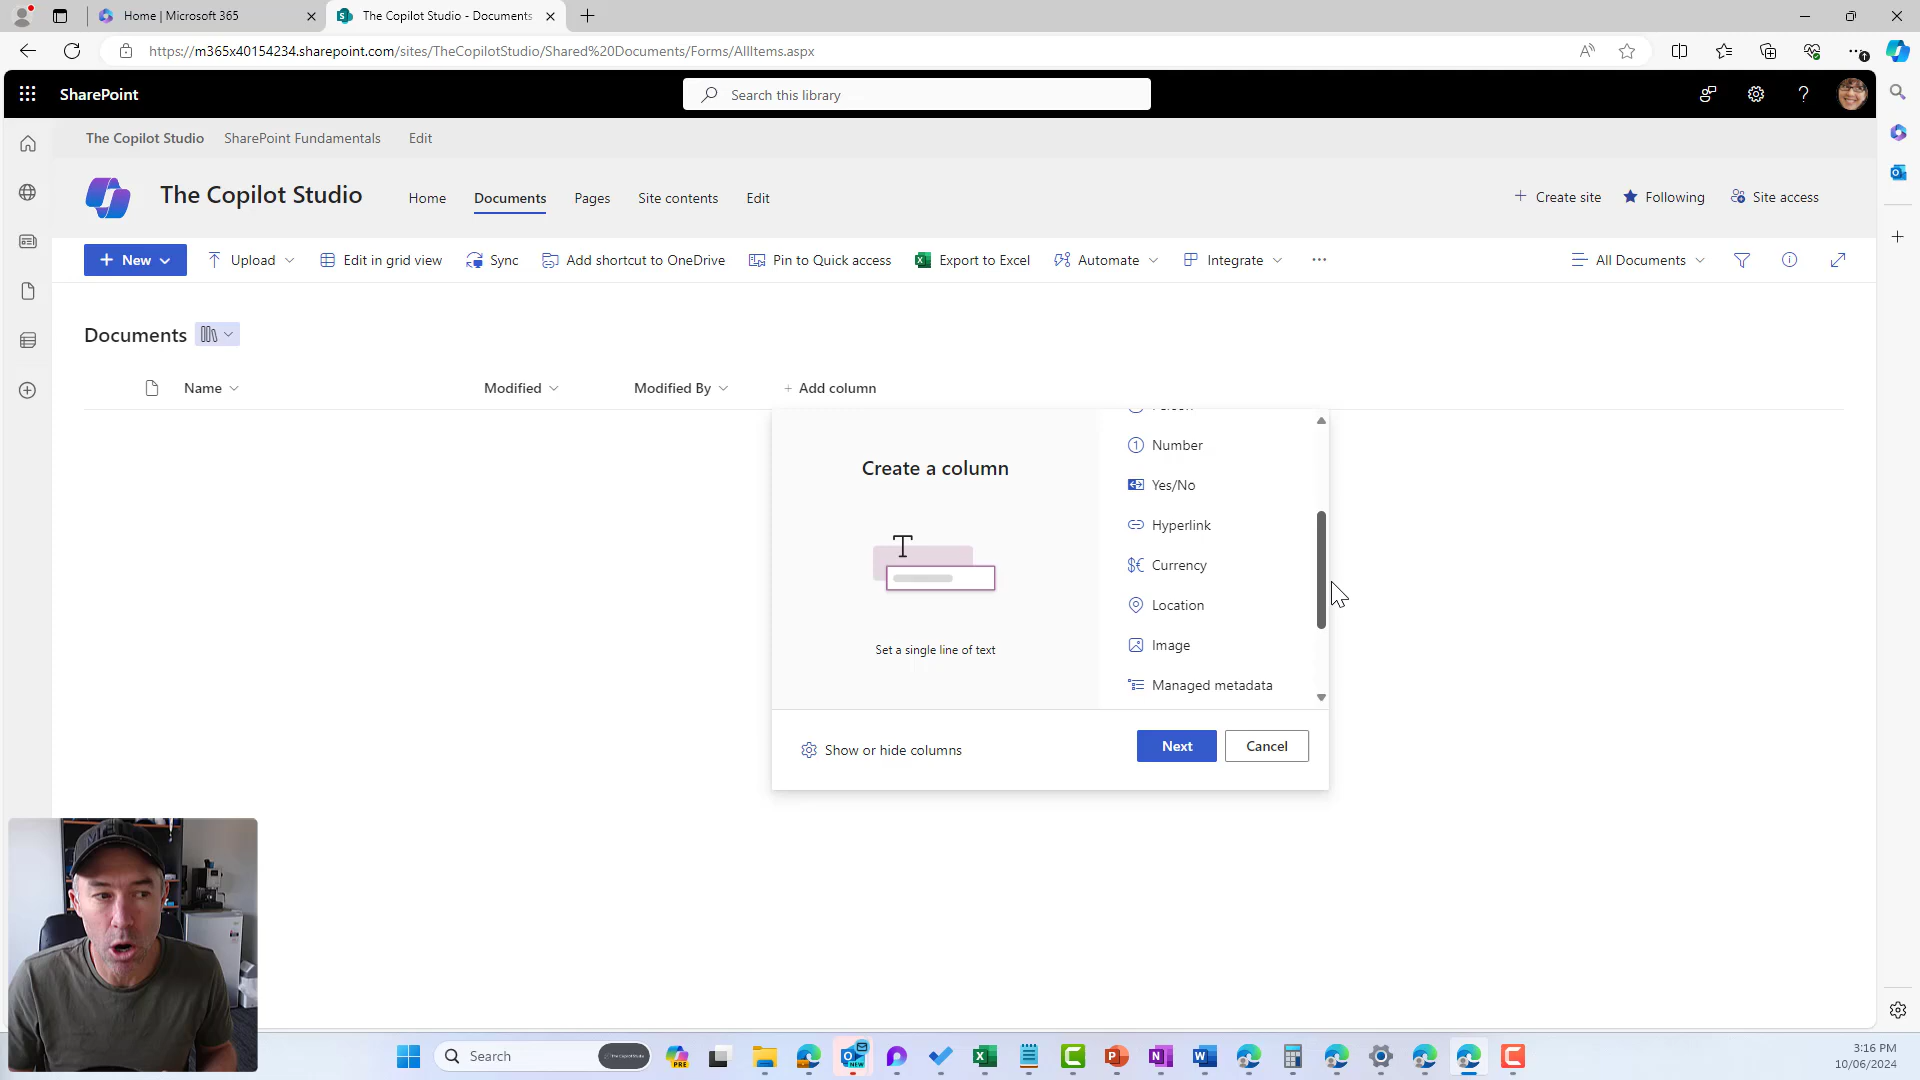 Home | Microsoft 365
The Copilot Studio - Documents
https://m365x40154234.sharepoint.com/sites/TheCopilotStudio/Shared%20Documents/Forms/AllItems.aspx
SharePoint
Search this library
The Copilot Studio
SharePoint Fundamentals
Edit
The Copilot Studio
Home
Documents
Pages
Site contents
Edit
Create site
Following
Site access
New
Upload
Edit in grid view
Sync
Add shortcut to OneDrive
Pin to Quick access
Export to Excel
Automate
Integrate
All Documents
Documents
Name
Modified
Modified By
+ Add column
Create a column
Set a single line of text
Person
Number
Yes/No
Hyperlink
Currency
Location
Image
Managed metadata
Show or hide columns
Next
Cancel
Search
3:16 PM
10/06/2024